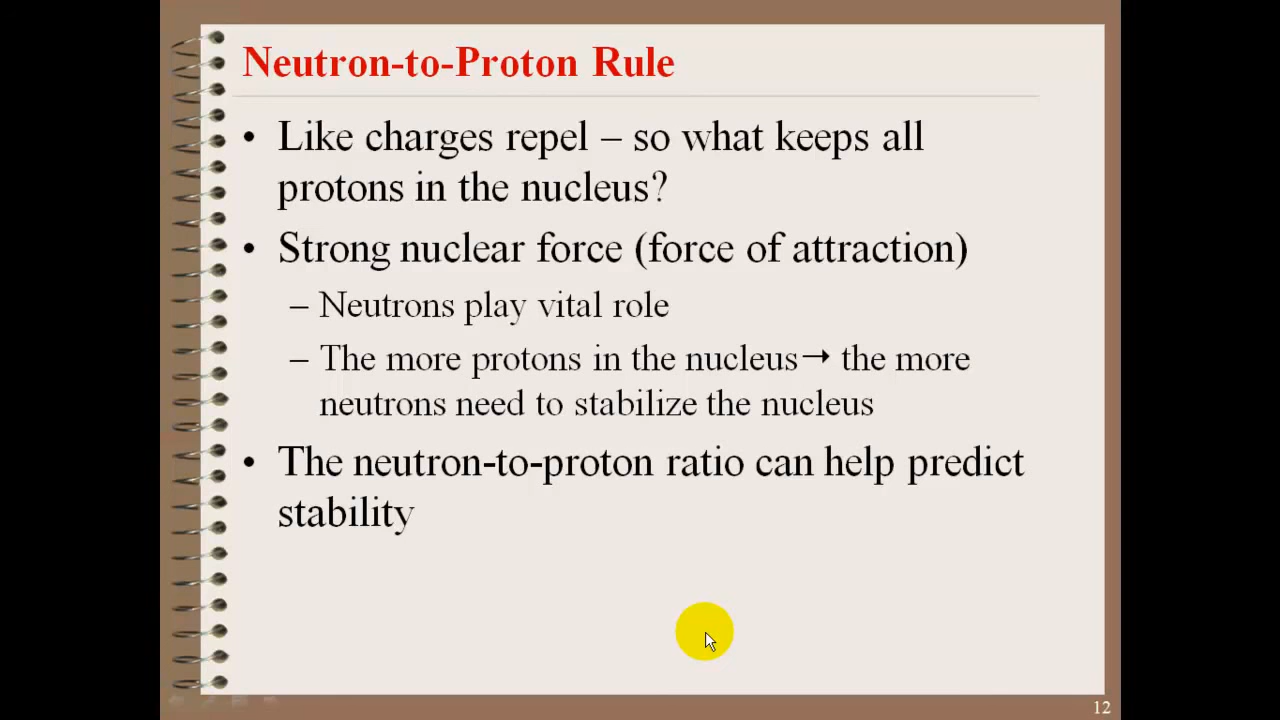 Neutron-to-Proton Rule
• Like charges repel – so what keeps all
protons in the nucleus?
• Strong nuclear force (force of attraction)
– Neutrons play vital role
– The more protons in the nucleus→ the more
neutrons need to stabilize the nucleus
• The neutron-to-proton ratio can help predict
stability
12